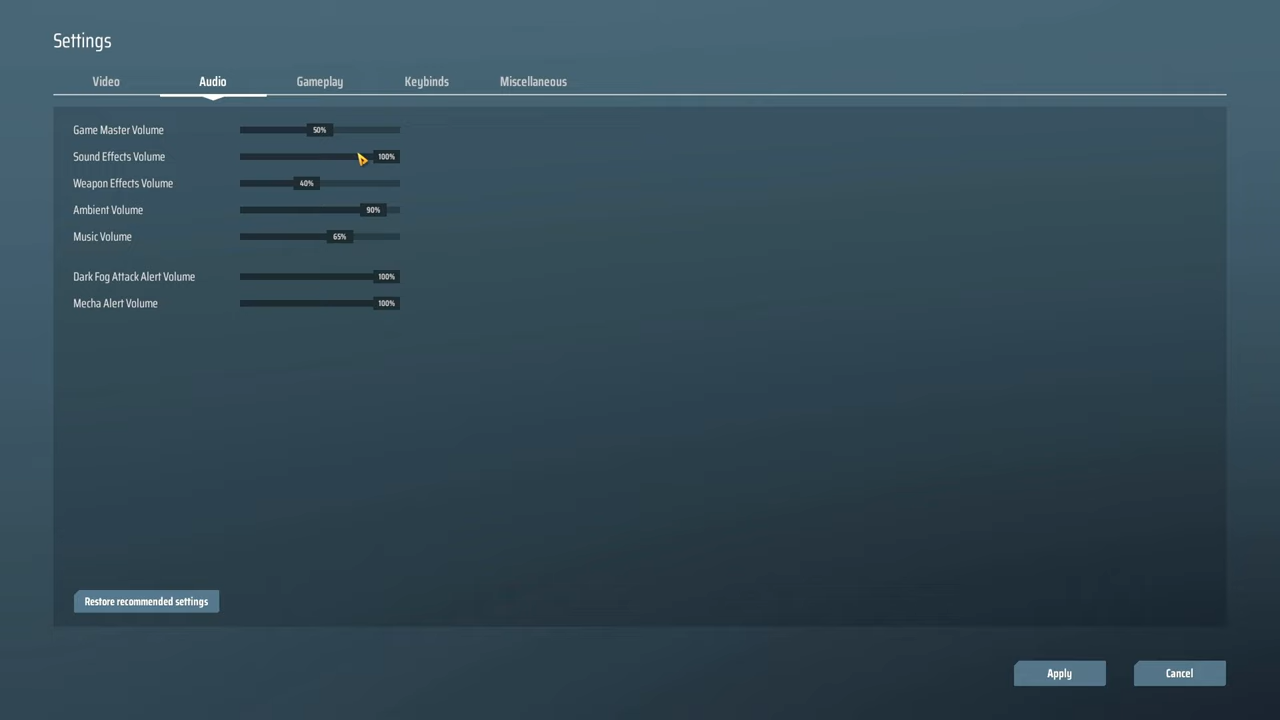 Settings
Video Audio Gameplay Keybinds Miscellaneous
Game Master Volume 50%
Sound Effects Volume 100%
Weapon Effects Volume 40%
Ambient Volume 90%
Music Volume 65%
Dark Fog Attack Alert Volume 100%
Mecha Alert Volume 100%
Restore recommended settings
Apply Cancel